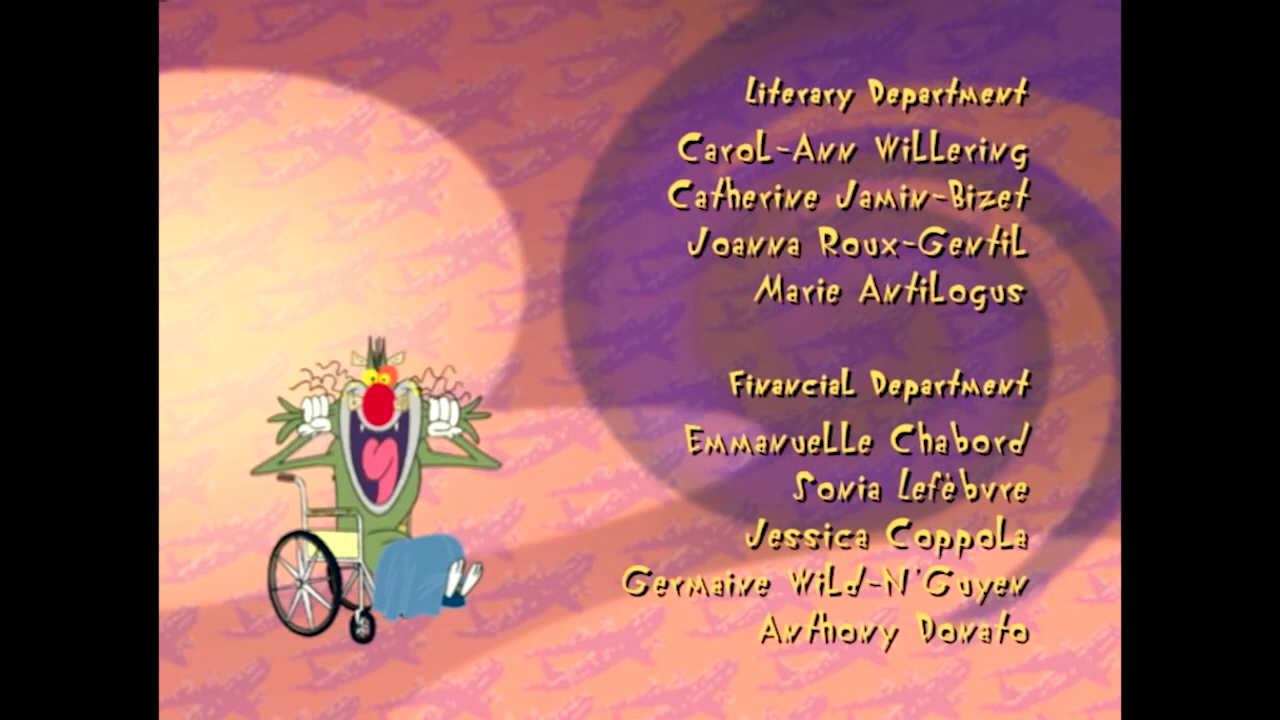 Literary Department
Carol-Ann Willering
Catherine Jamin-Bizet
Joanna Roux-Gentil
Marie Antilogus
Financial Department
Emmanuelle Chabord
Sonia Lefèbvre
Jessica Coppola
Germaine Wild-N'Guyen
Anthony Donato